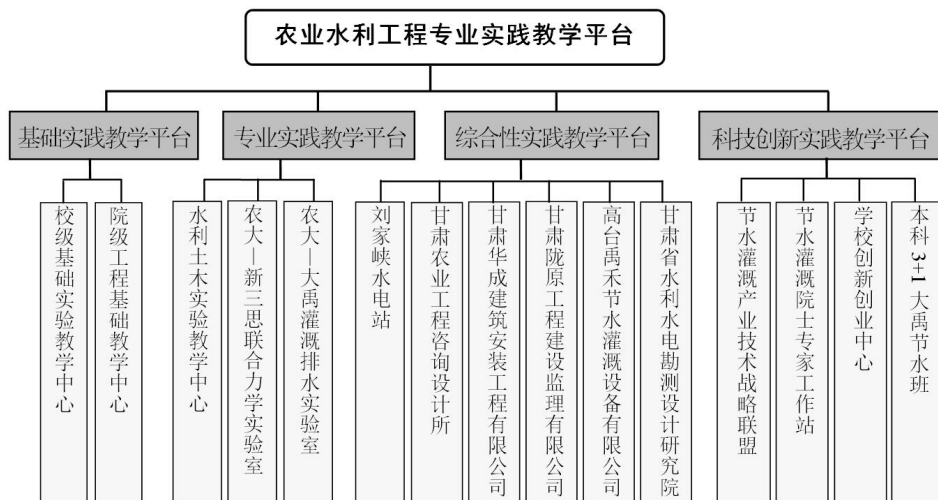 农业水利工程专业实践教学平台
基础实践教学平台
专业实践教学平台
综合性实践教学平台
科技创新实践教学平台
校级基础实验教学中心
院级工程基础教学中心
水利土木实验教学中心
农大—新三思联合力学实验室
农大—大禹灌溉排水实验室
刘家峡水电站
甘肃农业工程咨询设计所
甘肃华成建筑安装工程有限公司
甘肃陇原工程建设监理有限公司
高台禹禾节水灌溉设备有限公司
甘肃省水利水电勘测设计研究院
节水灌溉产业技术战略联盟
节水灌溉院士专家工作站
学校创新创业中心
本科3+1大禹节水班